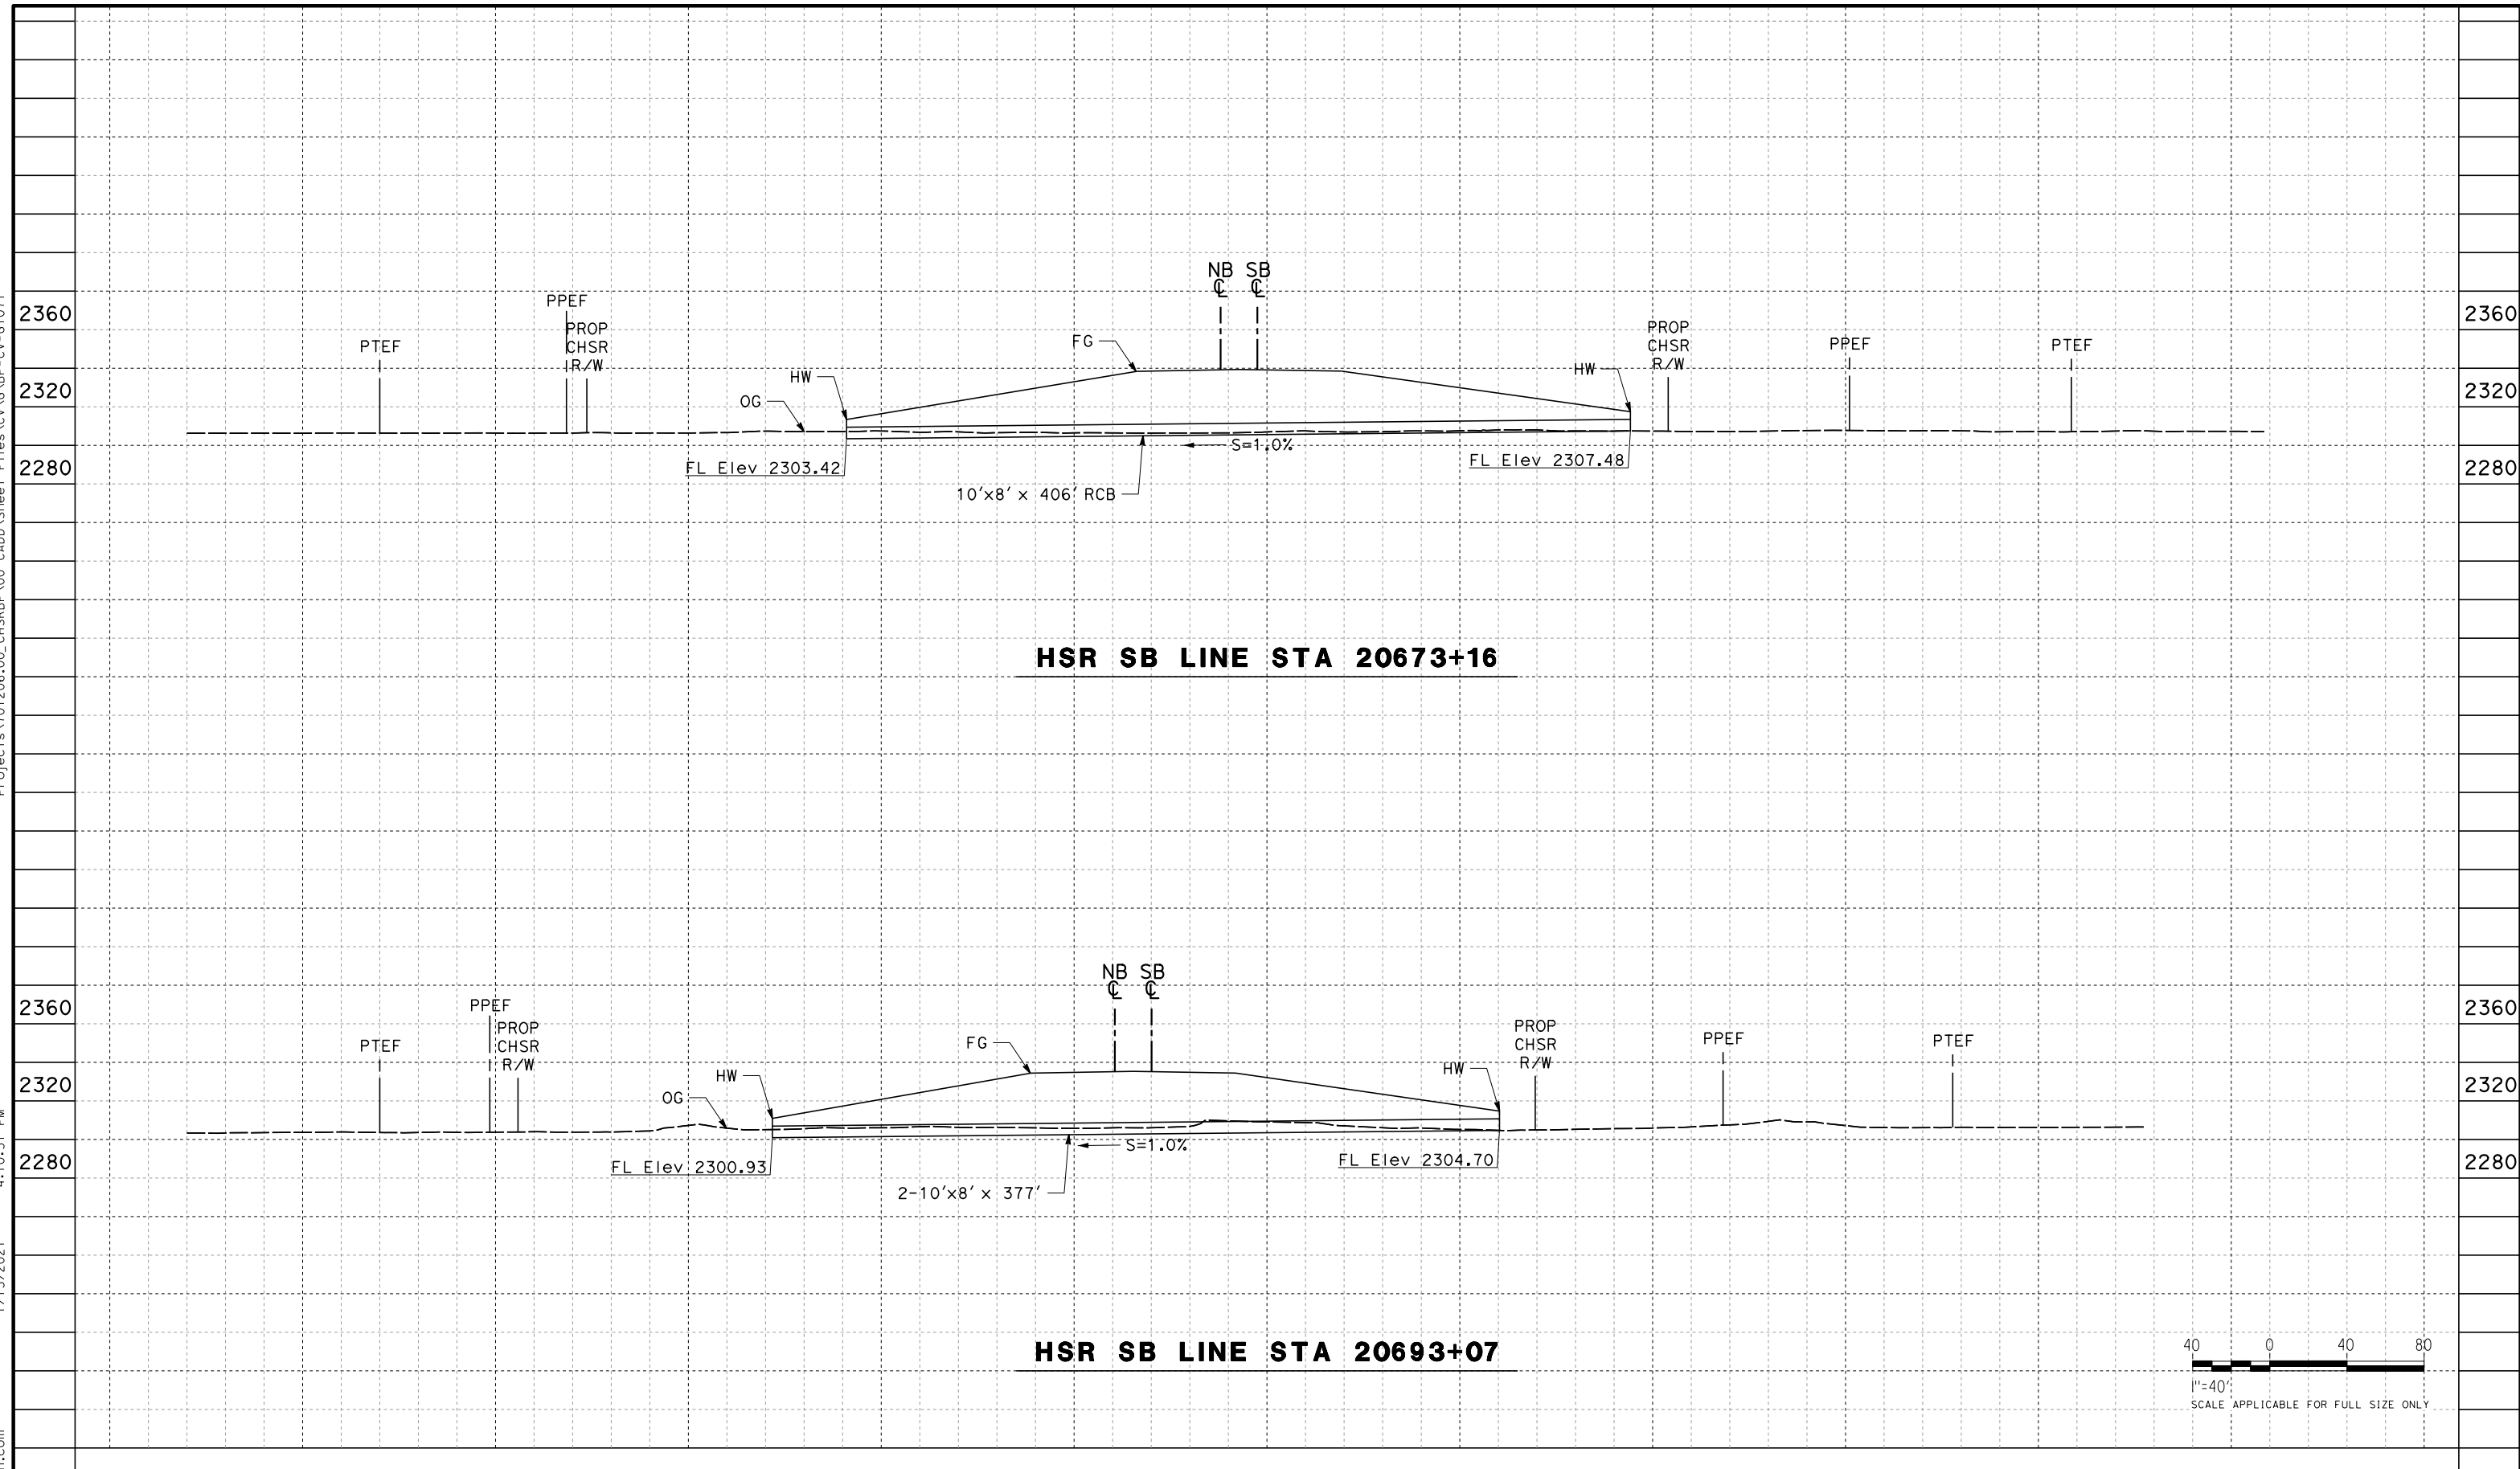 NB SB
CL CL
2360
2360
PPEF
PROP
CHSR
R/W
PTEF
FG
PROP
CHSR
R/W
PPEF
PTEF
HW
HW
2320
2320
OG
S=1.0%
2280
2280
FL Elev 2303.42
FL Elev 2307.48
10'x8' x 406' RCB
HSR SB LINE STA 20673+16
NB SB
CL CL
2360
2360
PPEF
PROP
CHSR
R/W
PTEF
FG
PROP
CHSR
R/W
PPEF
PTEF
HW
HW
2320
2320
OG
S=1.0%
2280
2280
FL Elev 2300.93
FL Elev 2304.70
2-10'x8' x 377'
HSR SB LINE STA 20693+07
40 0 40 80
1"=40'
SCALE APPLICABLE FOR FULL SIZE ONLY